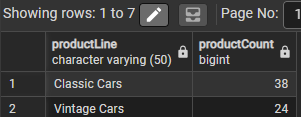 Showing rows: 1 to 7 Page No: 1
productLine productCount
character varying (50) bigint
1 Classic Cars 38
2 Vintage Cars 24